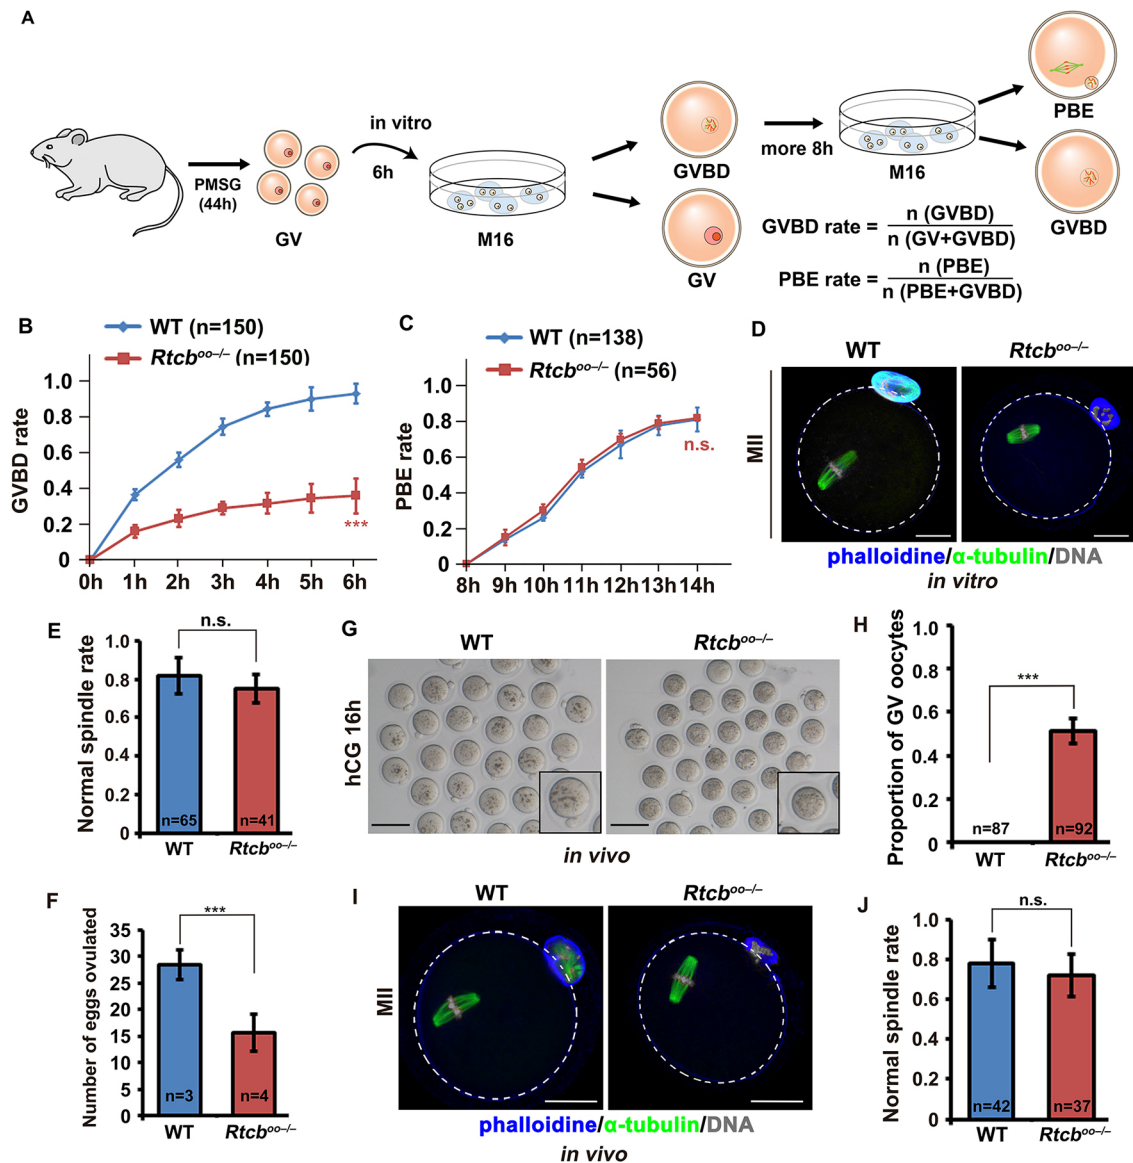 A
PMSG
(44h)
GV
in vitro
6h
M16
GVBD
GV
more 8h
M16
PBE
GVBD
GVBD rate = n (GVBD)
n (GV+GVBD)
PBE rate = n (PBE)
n (PBE+GVBD)
B
WT (n=150)
Rtcboo–/– (n=150)
GVBD rate
1.0
0.8
0.6
0.4
0.2
0
0h 1h 2h 3h 4h 5h 6h
***
C
WT (n=138)
Rtcboo–/– (n=56)
PBE rate
1.0
0.8
0.6
0.4
0.2
0
8h 9h 10h 11h 12h 13h 14h
n.s.
D
WT Rtcboo–/–
MII
phalloidine/α-tubulin/DNA
in vitro
E
n.s.
Normal spindle rate
1.0
0.8
0.6
0.4
0.2
0
n=65 n=41
WT Rtcboo–/–
G
WT Rtcboo–/–
hCG 16h
in vivo
H
***
Proportion of GV oocytes
1.0
0.8
0.6
0.4
0.2
0
n=87 n=92
WT Rtcboo–/–
F
***
Number of eggs ovulated
35
30
25
20
15
10
5
0
n=3 n=4
WT Rtcboo–/–
I
WT Rtcboo–/–
MII
phalloidine/α-tubulin/DNA
in vivo
J
n.s.
Normal spindle rate
1.0
0.8
0.6
0.4
0.2
0
n=42 n=37
WT Rtcboo–/–